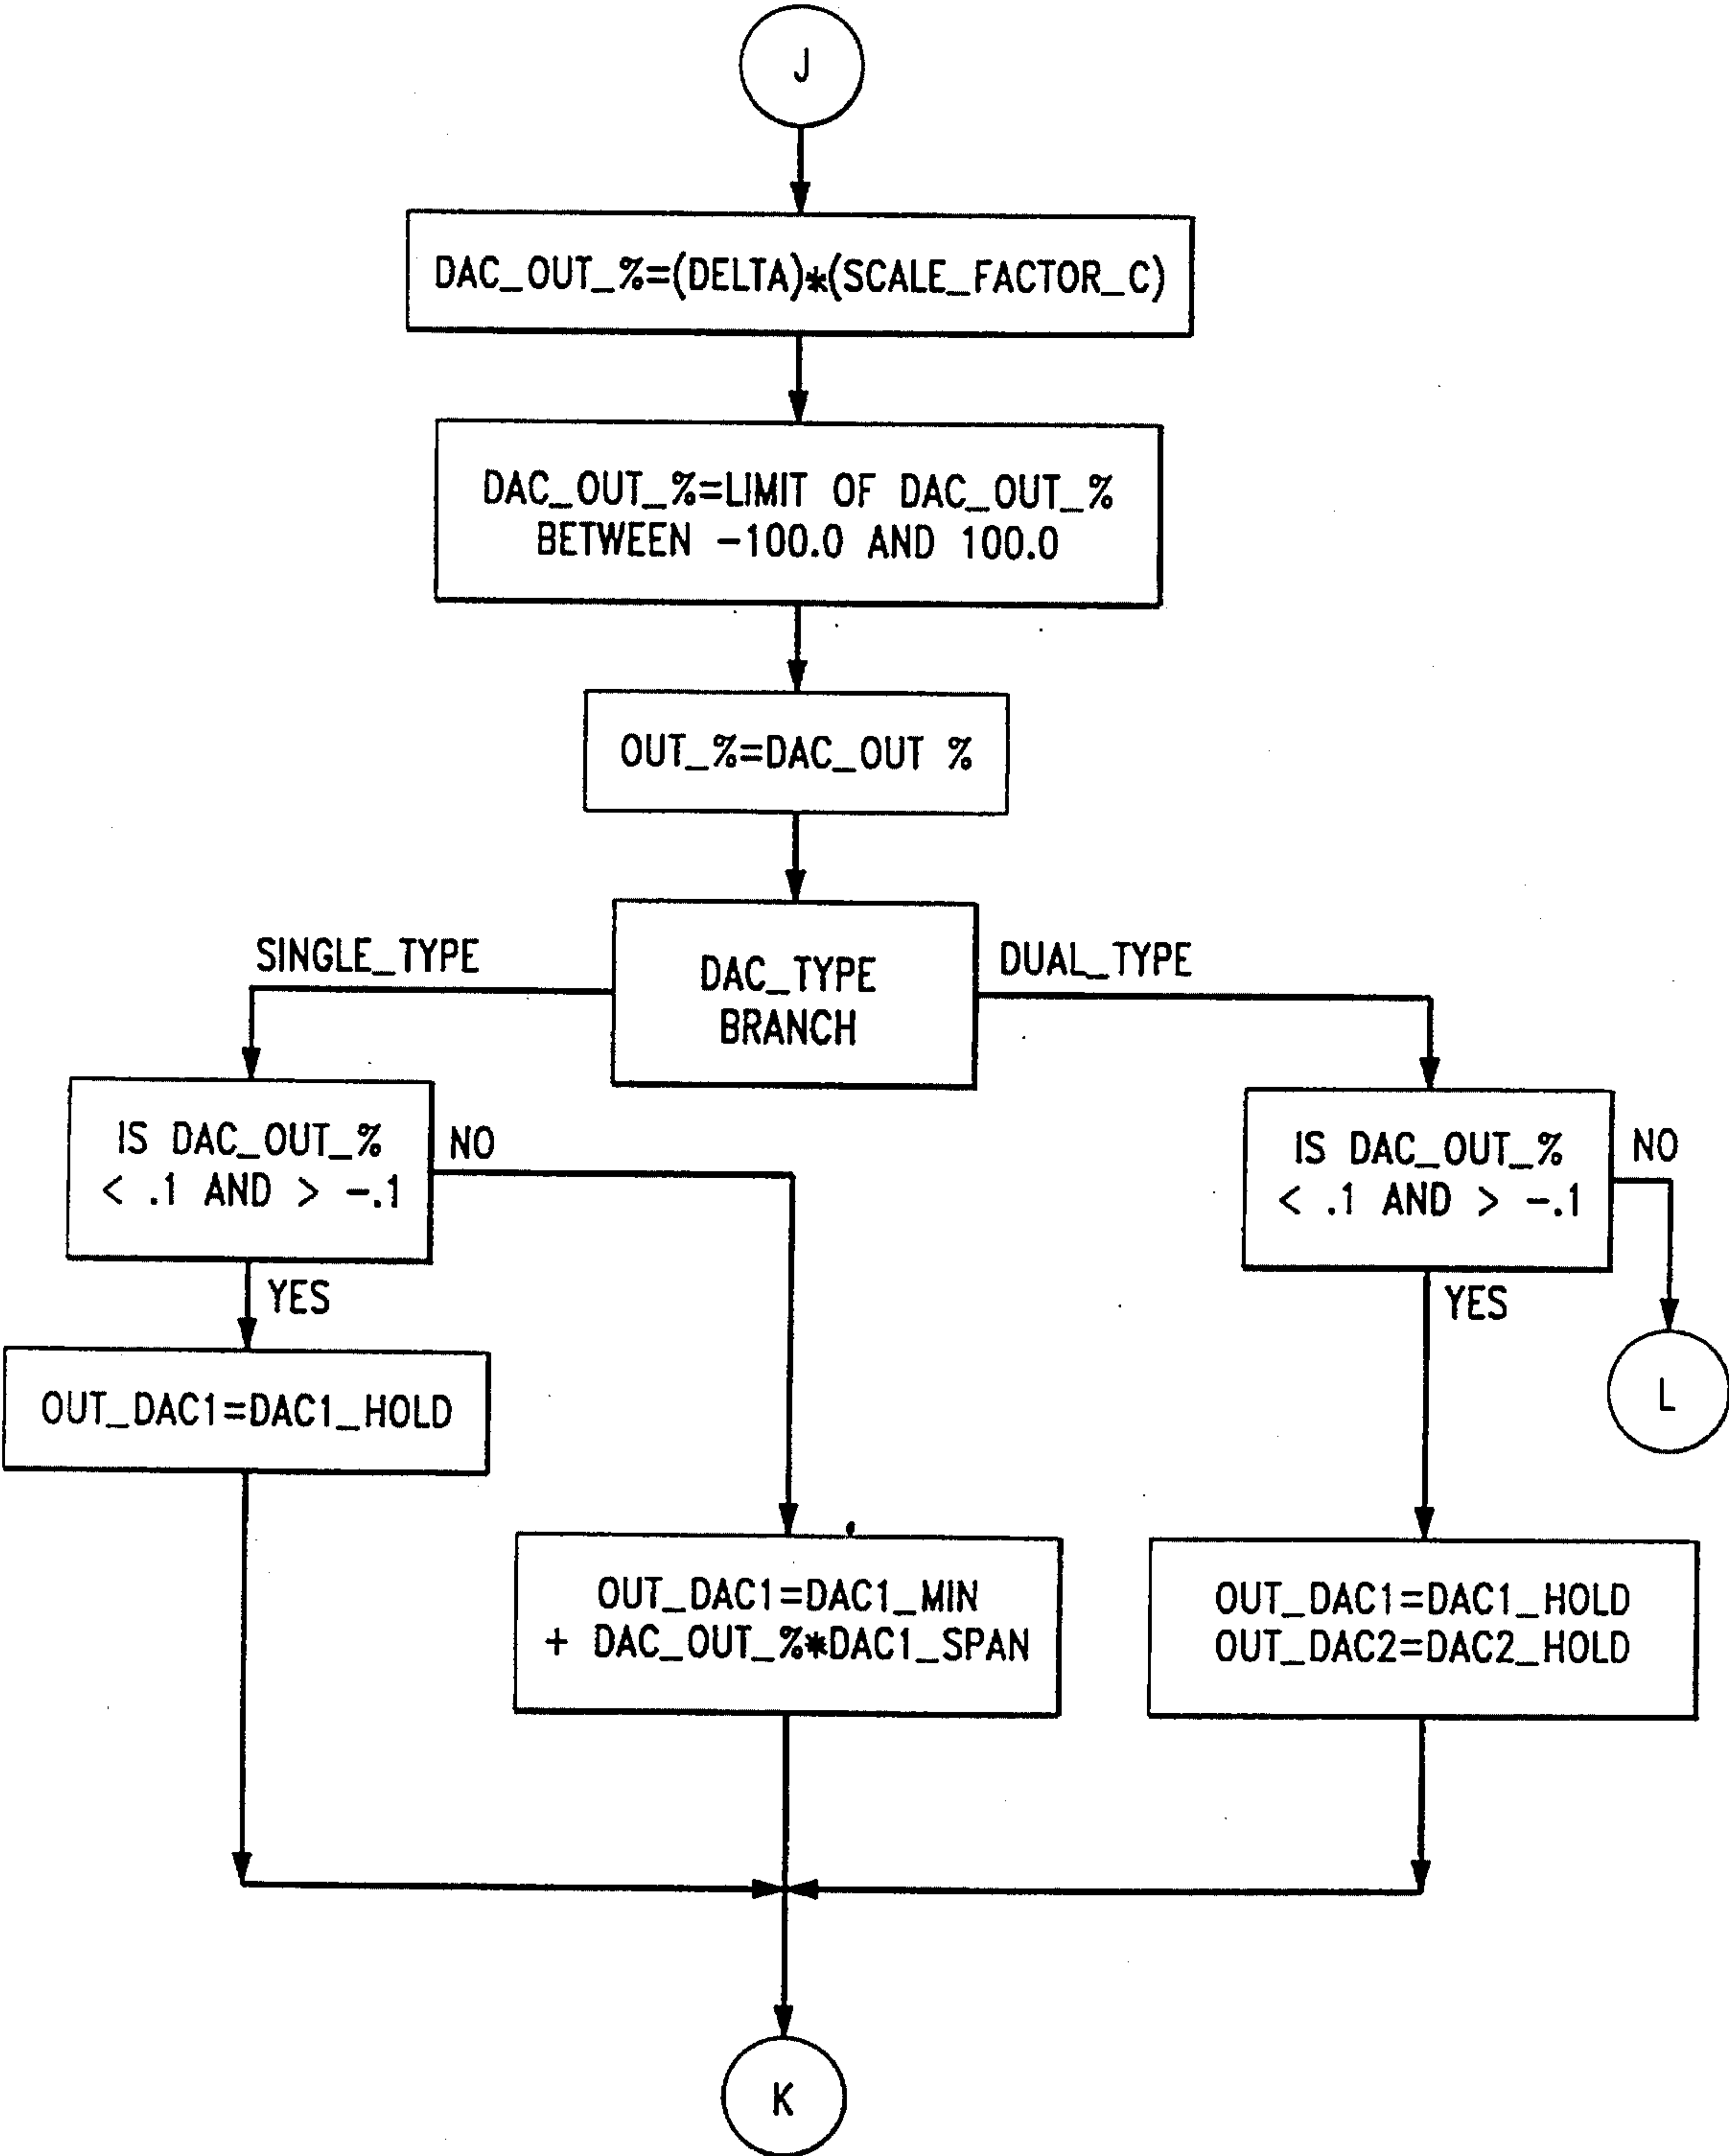 J
DAC_OUT_%=(DELTA)*(SCALE_FACTOR_C)
DAC_OUT_%=LIMIT OF DAC_OUT_%
BETWEEN -100.0 AND 100.0
OUT_%=DAC_OUT %
SINGLE_TYPE
DAC_TYPE
BRANCH
DUAL_TYPE
IS DAC_OUT_%
< .1 AND > -.1
NO
YES
IS DAC_OUT_%
< .1 AND > -.1
NO
YES
L
OUT_DAC1=DAC1_HOLD
OUT_DAC1=DAC1_MIN
+ DAC_OUT_%*DAC1_SPAN
OUT_DAC1=DAC1_HOLD
OUT_DAC2=DAC2_HOLD
K